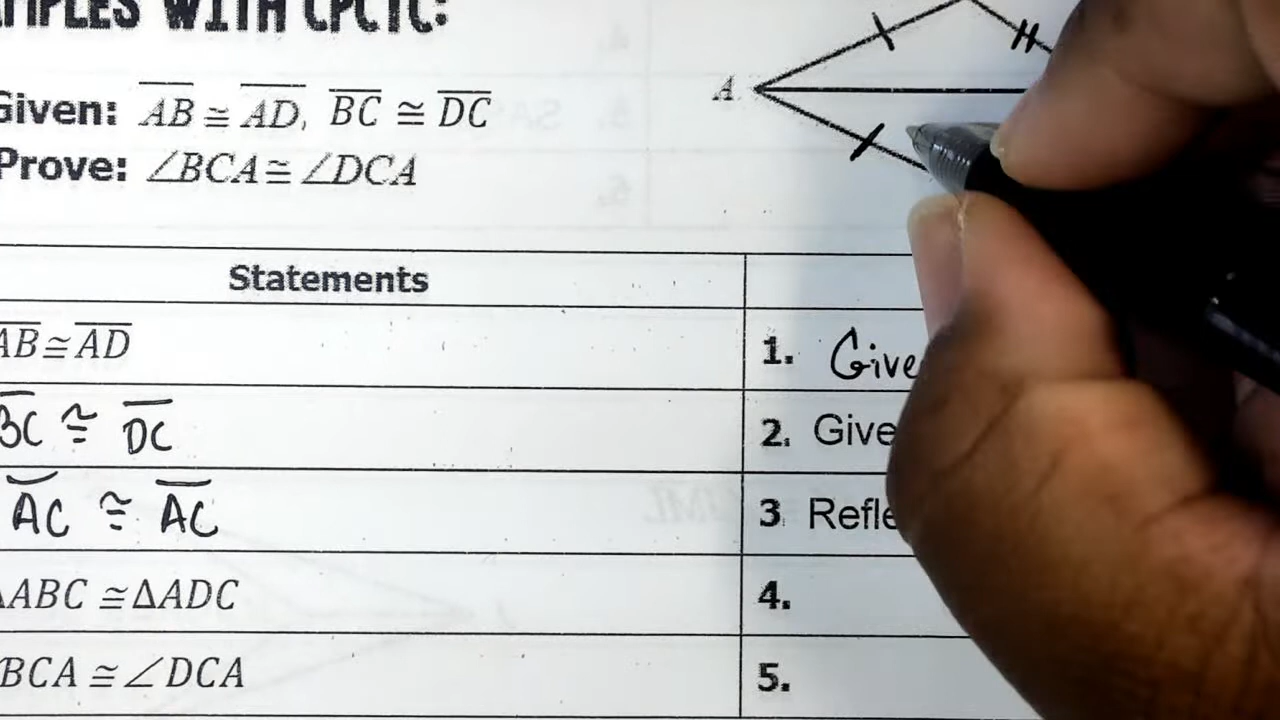 WITH CPCTC:
Given: AB ≅ AD, BC ≅ DC
Prove: ∠BCA ≅ ∠DCA
A
Statements
AB ≅ AD
1. Give
BC ≅ DC
2. Give
AC ≅ AC
3 Refle
ΔABC ≅ ΔADC
4.
BCA ≅ ∠DCA
5.